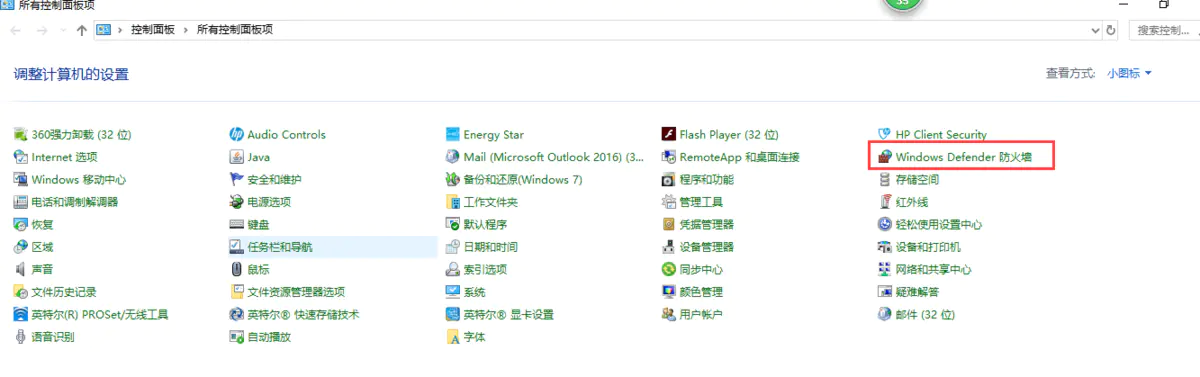 所有控制面板项
35
控制面板 所有控制面板项
搜索控制...
调整计算机的设置
查看方式: 小图标
360强力卸载 (32 位) Audio Controls Energy Star Flash Player (32 位) HP Client Security
Internet 选项 Java Mail (Microsoft Outlook 2016) (3... RemoteApp 和桌面连接 Windows Defender 防火墙
Windows 移动中心 安全和维护 备份和还原(Windows 7) 程序和功能 存储空间
电话和调制解调器 电源选项 工作文件夹 管理工具 红外线
恢复 键盘 默认程序 凭据管理器 轻松使用设置中心
区域 任务栏和导航 日期和时间 设备管理器 设备和打印机
声音 鼠标 索引选项 同步中心 网络和共享中心
文件历史记录 文件资源管理器选项 系统 颜色管理 疑难解答
英特尔(R) PROSet/无线工具 英特尔® 快速存储技术 英特尔® 显卡设置 用户帐户 邮件 (32 位)
语音识别 自动播放 字体